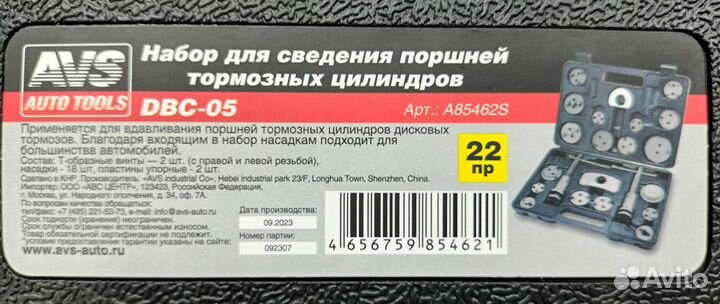 AVS
AUTO TOOLS
Набор для сведения поршней
тормозных цилиндров
DBC-05
Арт.: A85462S
Применяется для вдавливания поршней тормозных цилиндров дисковых
тормозов. Благодаря входящим в набор насадкам подходит для
большинства автомобилей.
Состав: Т-образные винты — 2 шт. (с правой и левой резьбой),
насадки - 18 шт, пластины упорные - 2 шт.
Сделано в КНР. Производитель: «AVS industrial Co», Hebei industrial park 23/F, Longhua Town, Shenzhen, China.
Импортер: ООО «АВС ЦЕНТР», 123423, Российская Федерация,
г. Москва, ул. Народного ополчения, д. 34, оф. 7А.
По вопросам качества обращаться:
тел/факс: +7 (495) 221-53-73, e-mail: info@avs-auto.ru
Срок годности (хранения) неограничен.
Срок службы ограничен естественным износом.
Товар обязательной сертификации не подлежит.
*условия предоставления гарантии указаны на сайте:
www.avs-auto.ru
22
пр
Дата производства:
09.2023
Номер партии:
092307
4 656759 854621
Avito